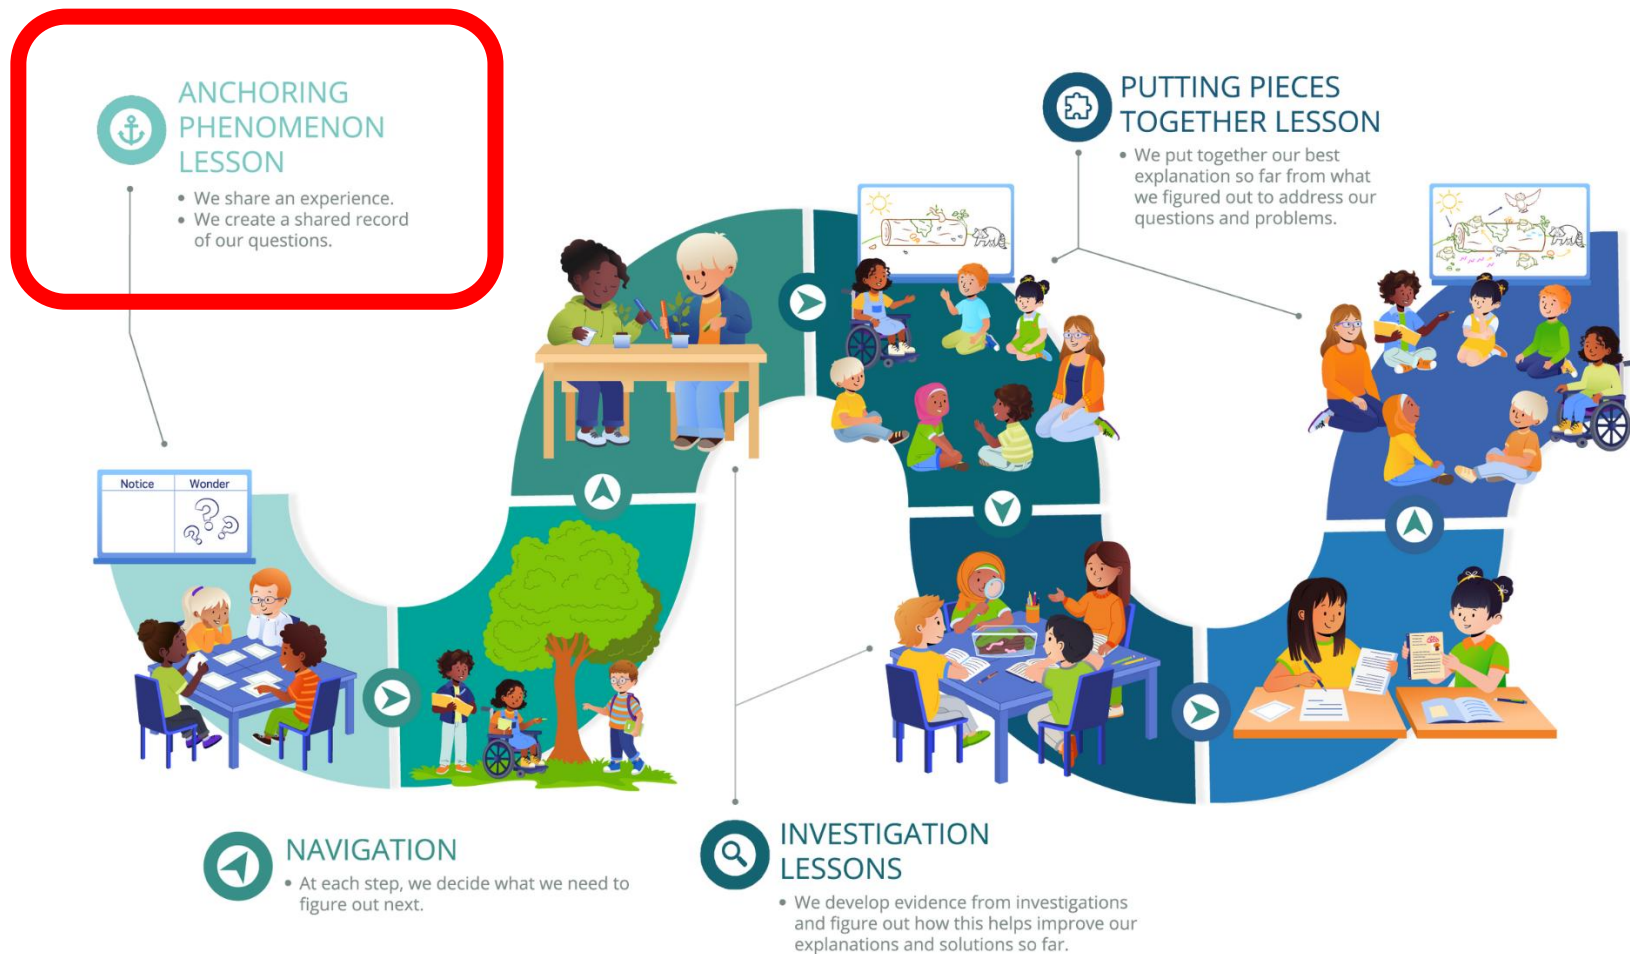 ANCHORING
PHENOMENON
LESSON
• We share an experience.
• We create a shared record
of our questions.
PUTTING PIECES
TOGETHER LESSON
• We put together our best
explanation so far from what
we figured out to address our
questions and problems.
Notice Wonder
???
NAVIGATION
• At each step, we decide what we need to
figure out next.
INVESTIGATION
LESSONS
• We develop evidence from investigations
and figure out how this helps improve our
explanations and solutions so far.